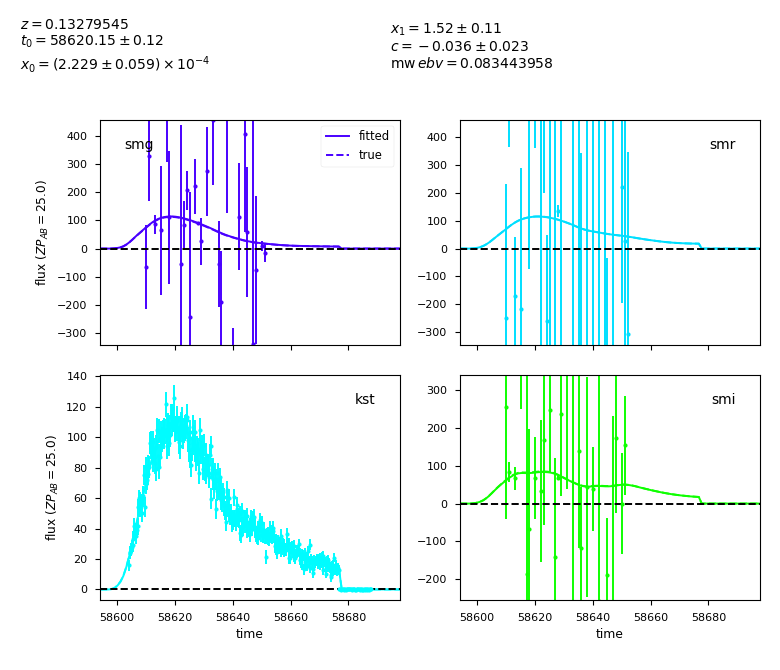 z = 0.13279545
t0 = 58620.15 ± 0.12
x0 = (2.229 ± 0.059) × 10^−4
x1 = 1.52 ± 0.11
c = −0.036 ± 0.023
mw ebv = 0.083443958
smg
fitted
true
400
300
200
100
0
−100
−200
−300
flux (ZP_AB = 25.0)
smr
400
300
200
100
0
−100
−200
−300
kst
140
120
100
80
60
40
20
0
flux (ZP_AB = 25.0)
58600 58620 58640 58660 58680
time
smi
300
200
100
0
−100
−200
58600 58620 58640 58660 58680
time